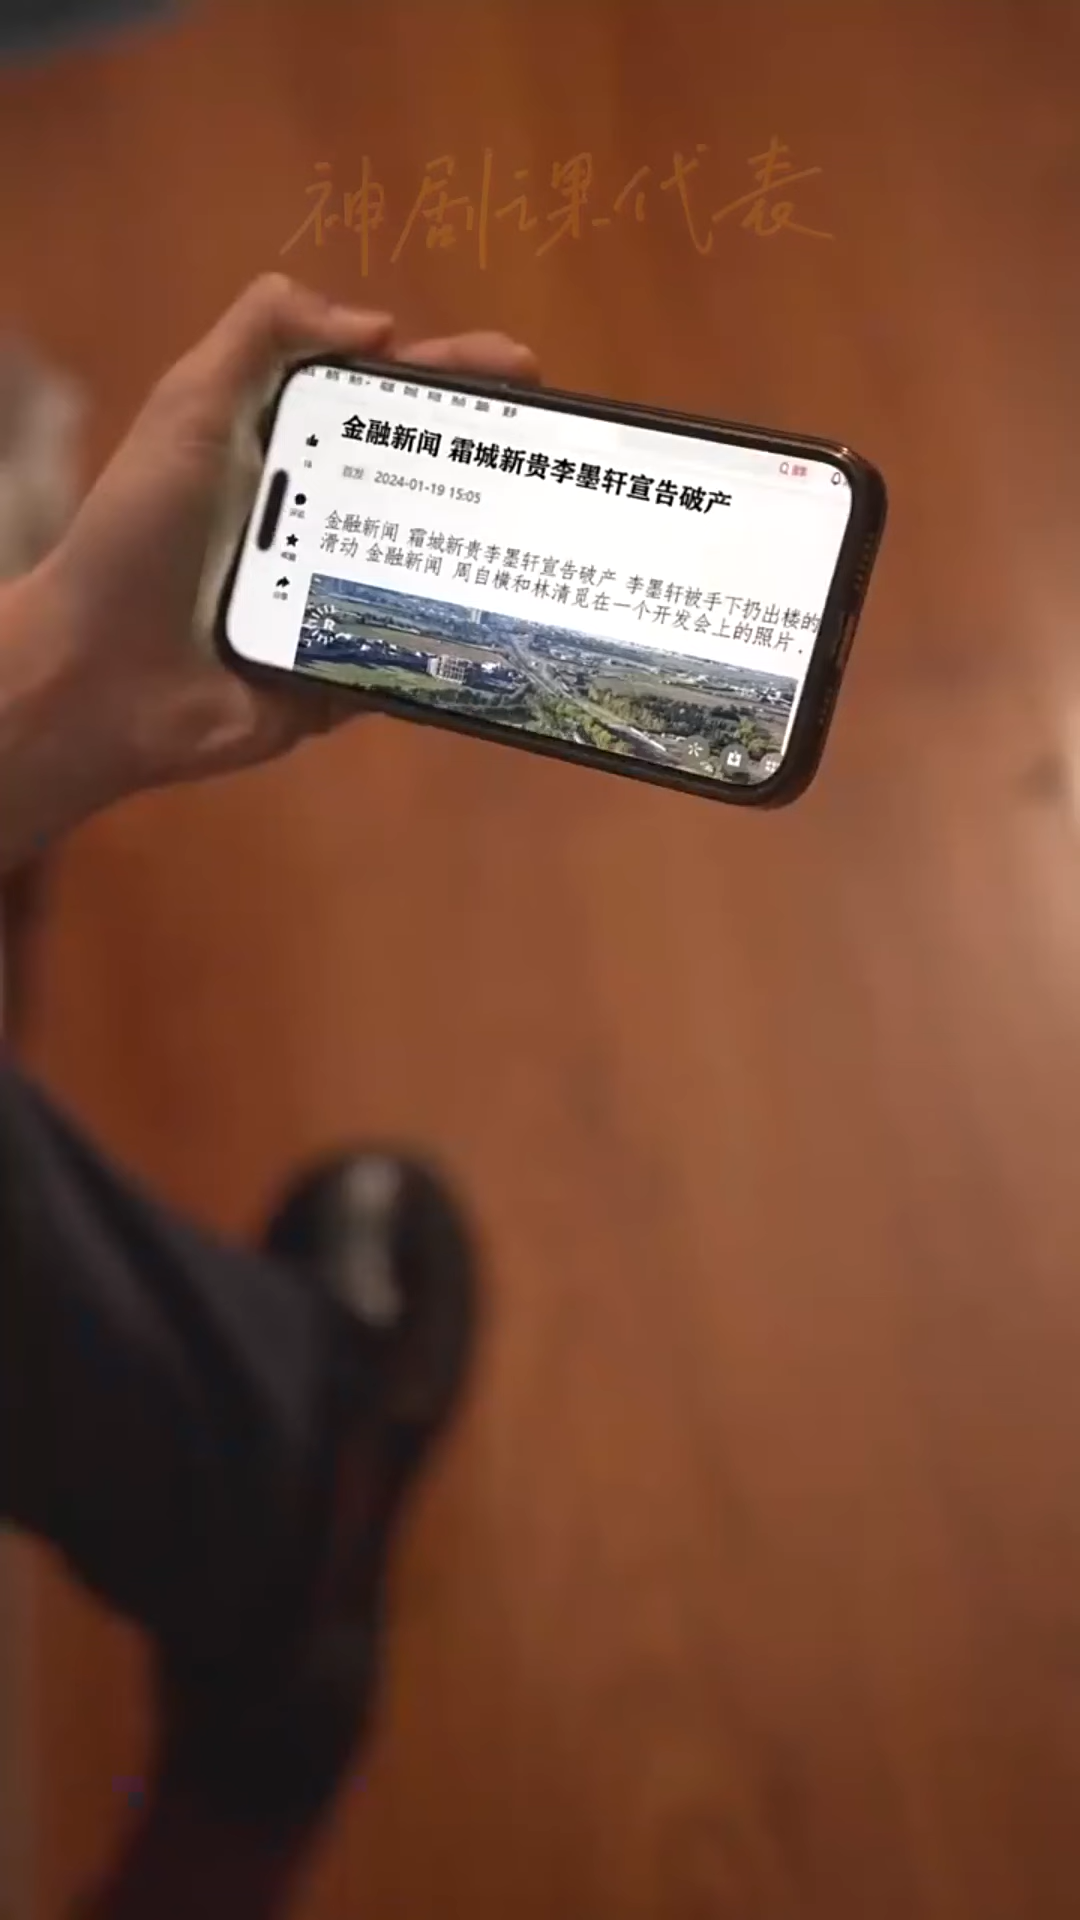 神剧课代表
金融新闻 霜城新贵李墨轩宣告破产
首发 2024-01-19 15:05
金融新闻 霜城新贵李墨轩宣告破产 李墨轩被手下扔出楼的
滑动 金融新闻 周自横和林清觅在一个开发会上的照片.